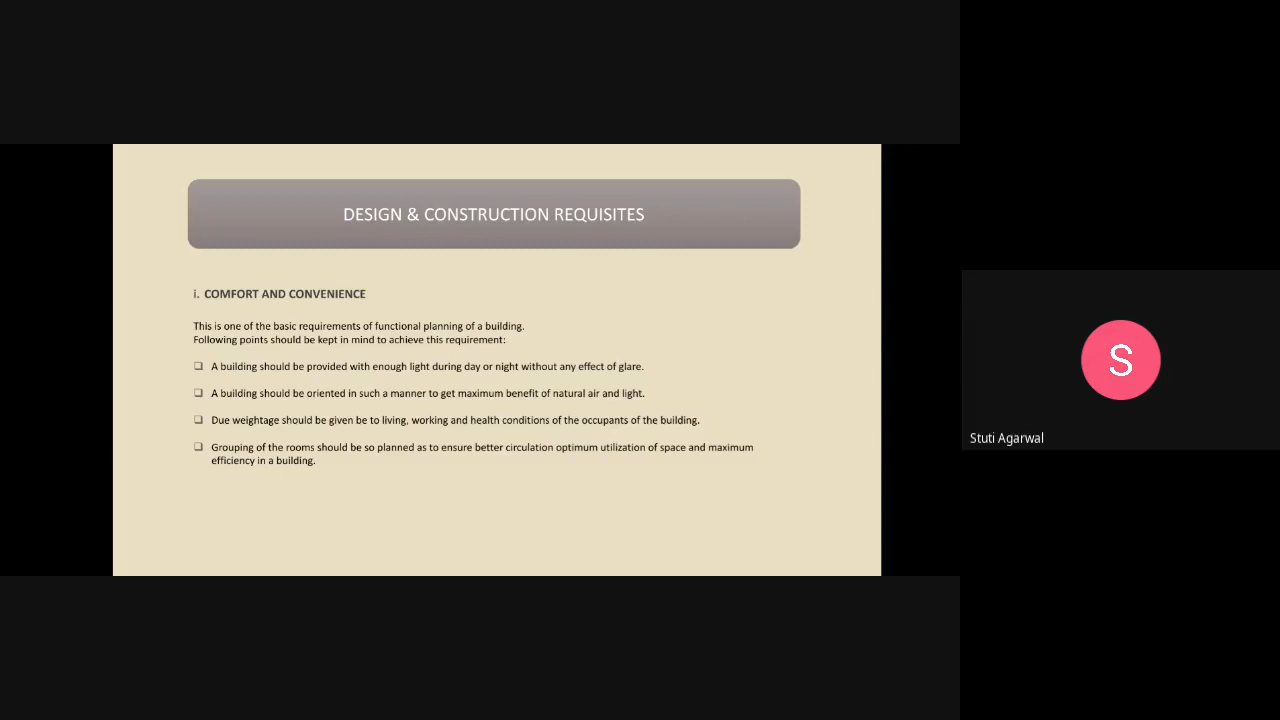 DESIGN & CONSTRUCTION REQUISITES
i. COMFORT AND CONVENIENCE
This is one of the basic requirements of functional planning of a building.
Following points should be kept in mind to achieve this requirement:
❑ A building should be provided with enough light during day or night without any effect of glare.
❑ A building should be oriented in such a manner to get maximum benefit of natural air and light.
❑ Due weightage should be given be to living, working and health conditions of the occupants of the building.
❑ Grouping of the rooms should be so planned as to ensure better circulation optimum utilization of space and maximum
efficiency in a building.
S
Stuti Agarwal